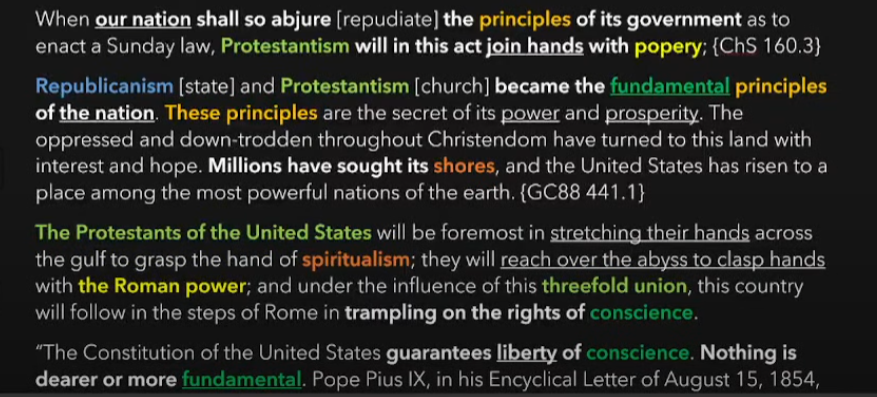 When our nation shall so abjure [repudiate] the principles of its government as to
enact a Sunday law, Protestantism will in this act join hands with popery; {ChS 160.3}
Republicanism [state] and Protestantism [church] became the fundamental principles
of the nation. These principles are the secret of its power and prosperity. The
oppressed and down-trodden throughout Christendom have turned to this land with
interest and hope. Millions have sought its shores, and the United States has risen to a
place among the most powerful nations of the earth. {GC88 441.1}
The Protestants of the United States will be foremost in stretching their hands across
the gulf to grasp the hand of spiritualism; they will reach over the abyss to clasp hands
with the Roman power; and under the influence of this threefold union, this country
will follow in the steps of Rome in trampling on the rights of conscience.
“The Constitution of the United States guarantees liberty of conscience. Nothing is
dearer or more fundamental. Pope Pius IX, in his Encyclical Letter of August 15, 1854,